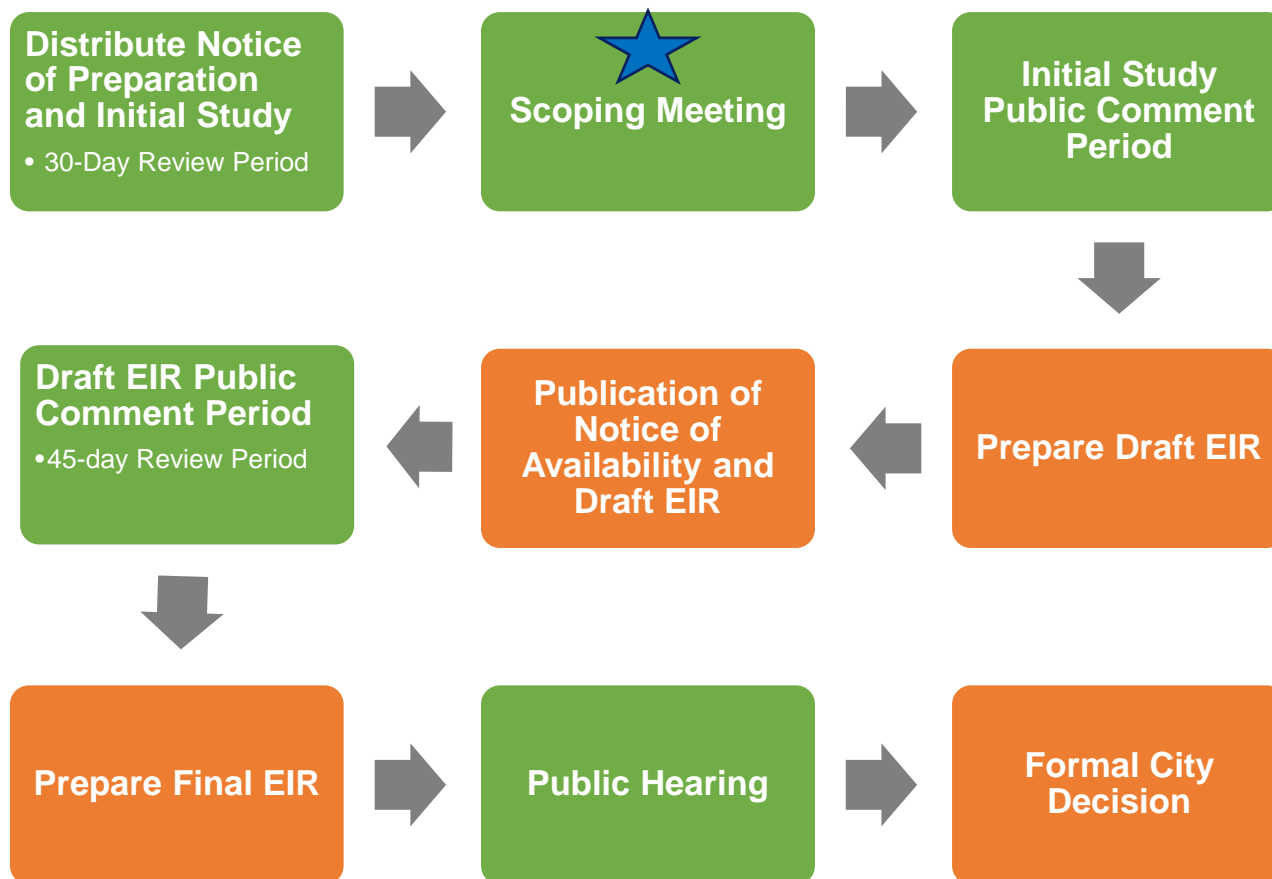 Distribute Notice
of Preparation
and Initial Study
• 30-Day Review Period
Scoping Meeting
Initial Study
Public Comment
Period
Draft EIR Public
Comment Period
•45-day Review Period
Publication of
Notice of
Availability and
Draft EIR
Prepare Draft EIR
Prepare Final EIR
Public Hearing
Formal City
Decision